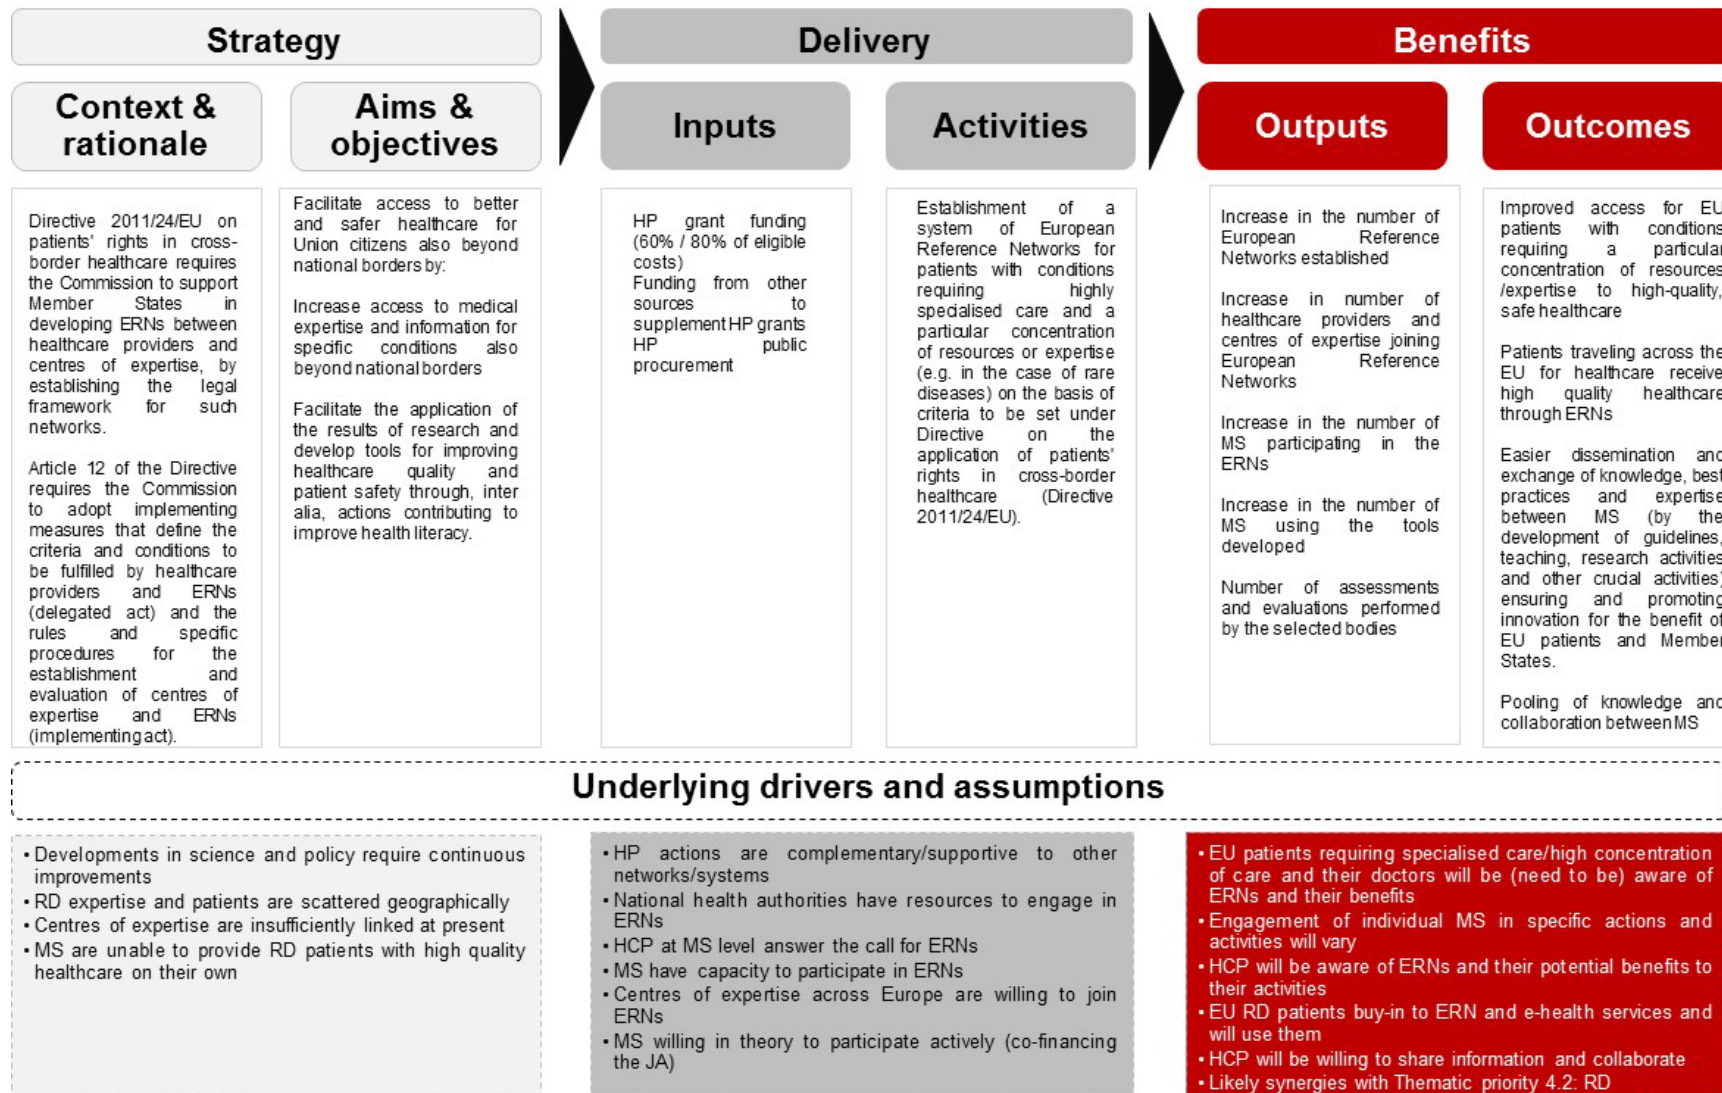 Strategy
Delivery
Benefits
Context &
rationale
Aims &
objectives
Inputs
Activities
Outputs
Outcomes
Directive 2011/24/EU on
patients' rights in cross-
border healthcare requires
the Commission to support
Member States in
developing ERNs between
healthcare providers and
centres of expertise, by
establishing the legal
framework for such
networks.
Article 12 of the Directive
requires the Commission
to adopt implementing
measures that define the
criteria and conditions to
be fulfilled by healthcare
providers and ERNs
(delegated act) and the
rules and specific
procedures for the
establishment and
evaluation of centres of
expertise and ERNs
(implementing act).
Facilitate access to better
and safer healthcare for
Union citizens also beyond
national borders by:
Increase access to medical
expertise and information for
specific conditions also
beyond national borders
Facilitate the application of
the results of research and
develop tools for improving
healthcare quality and
patient safety through, inter
alia, actions contributing to
improve health literacy.
HP grant funding
(60% / 80% of eligible
costs)
Funding from other
sources to
supplement HP grants
HP public
procurement
Establishment of a
system of European
Reference Networks for
patients with conditions
requiring highly
specialised care and a
particular concentration
of resources or expertise
(e.g. in the case of rare
diseases) on the basis of
criteria to be set under
Directive on the
application of patients'
rights in cross-border
healthcare (Directive
2011/24/EU).
Increase in the number of
European Reference
Networks established
Increase in number of
healthcare providers and
centres of expertise joining
European Reference
Networks
Increase in the number of
MS participating in the
ERNs
Increase in the number of
MS using the tools
developed
Number of assessments
and evaluations performed
by the selected bodies
Improved access for EU
patients with conditions
requiring a particular
concentration of resources
/expertise to high-quality,
safe healthcare
Patients traveling across the
EU for healthcare receive
high quality healthcare
through ERNs
Easier dissemination and
exchange of knowledge, best
practices and expertise
between MS (by the
development of guidelines,
teaching, research activities
and other crucial activities)
ensuring and promoting
innovation for the benefit of
EU patients and Member
States.
Pooling of knowledge and
collaboration between MS
Underlying drivers and assumptions
• Developments in science and policy require continuous
improvements
• RD expertise and patients are scattered geographically
• Centres of expertise are insufficiently linked at present
• MS are unable to provide RD patients with high quality
healthcare on their own
• HP actions are complementary/supportive to other
networks/systems
• National health authorities have resources to engage in
ERNs
• HCP at MS level answer the call for ERNs
• MS have capacity to participate in ERNs
• Centres of expertise across Europe are willing to join
ERNs
• MS willing in theory to participate actively (co-financing
the JA)
• EU patients requiring specialised care/high concentration
of care and their doctors will be (need to be) aware of
ERNs and their benefits
• Engagement of individual MS in specific actions and
activities will vary
• HCP will be aware of ERNs and their potential benefits to
their activities
• EU RD patients buy-in to ERN and e-health services and
will use them
• HCP will be willing to share information and collaborate
• Likely synergies with Thematic priority 4.2: RD